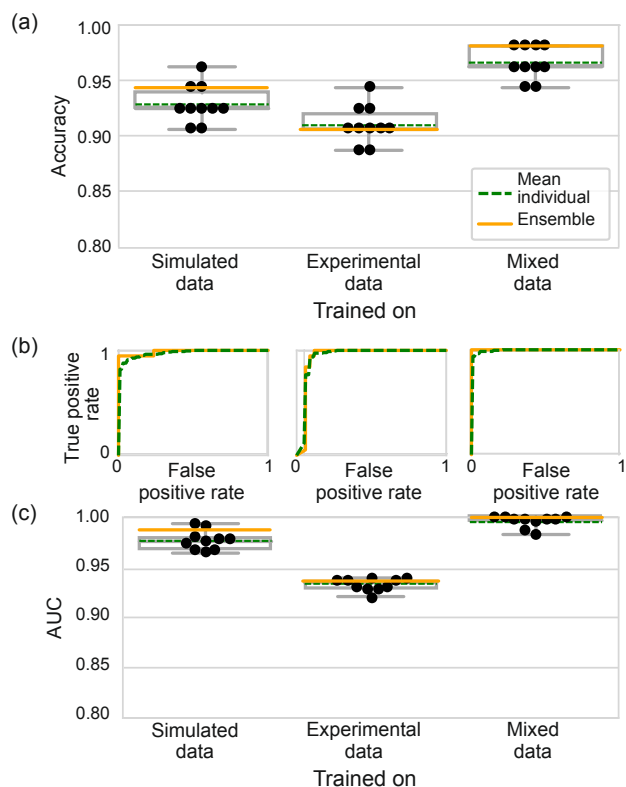 (a)
1.00
0.95
0.90
0.85
0.80
Accuracy
Mean
individual
Ensemble
Simulated
data
Experimental
data
Mixed
data
Trained on
(b)
True positive
rate
1
0
0
False
positive rate
1
0
False
positive rate
1
0
False
positive rate
1
(c)
1.00
0.95
0.90
0.85
0.80
AUC
Simulated
data
Experimental
data
Mixed
data
Trained on